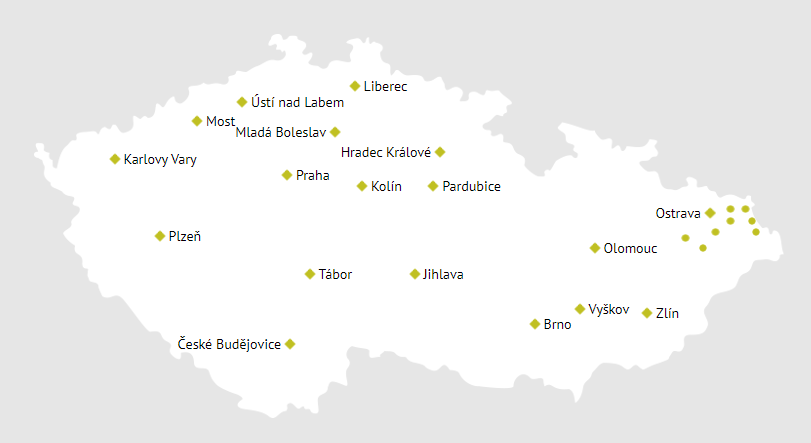 Liberec
Ústí nad Labem
Most
Mladá Boleslav
Hradec Králové
Karlovy Vary
Praha
Kolín
Pardubice
Ostrava
Plzeň
Olomouc
Tábor
Jihlava
Vyškov
Zlín
Brno
České Budějovice